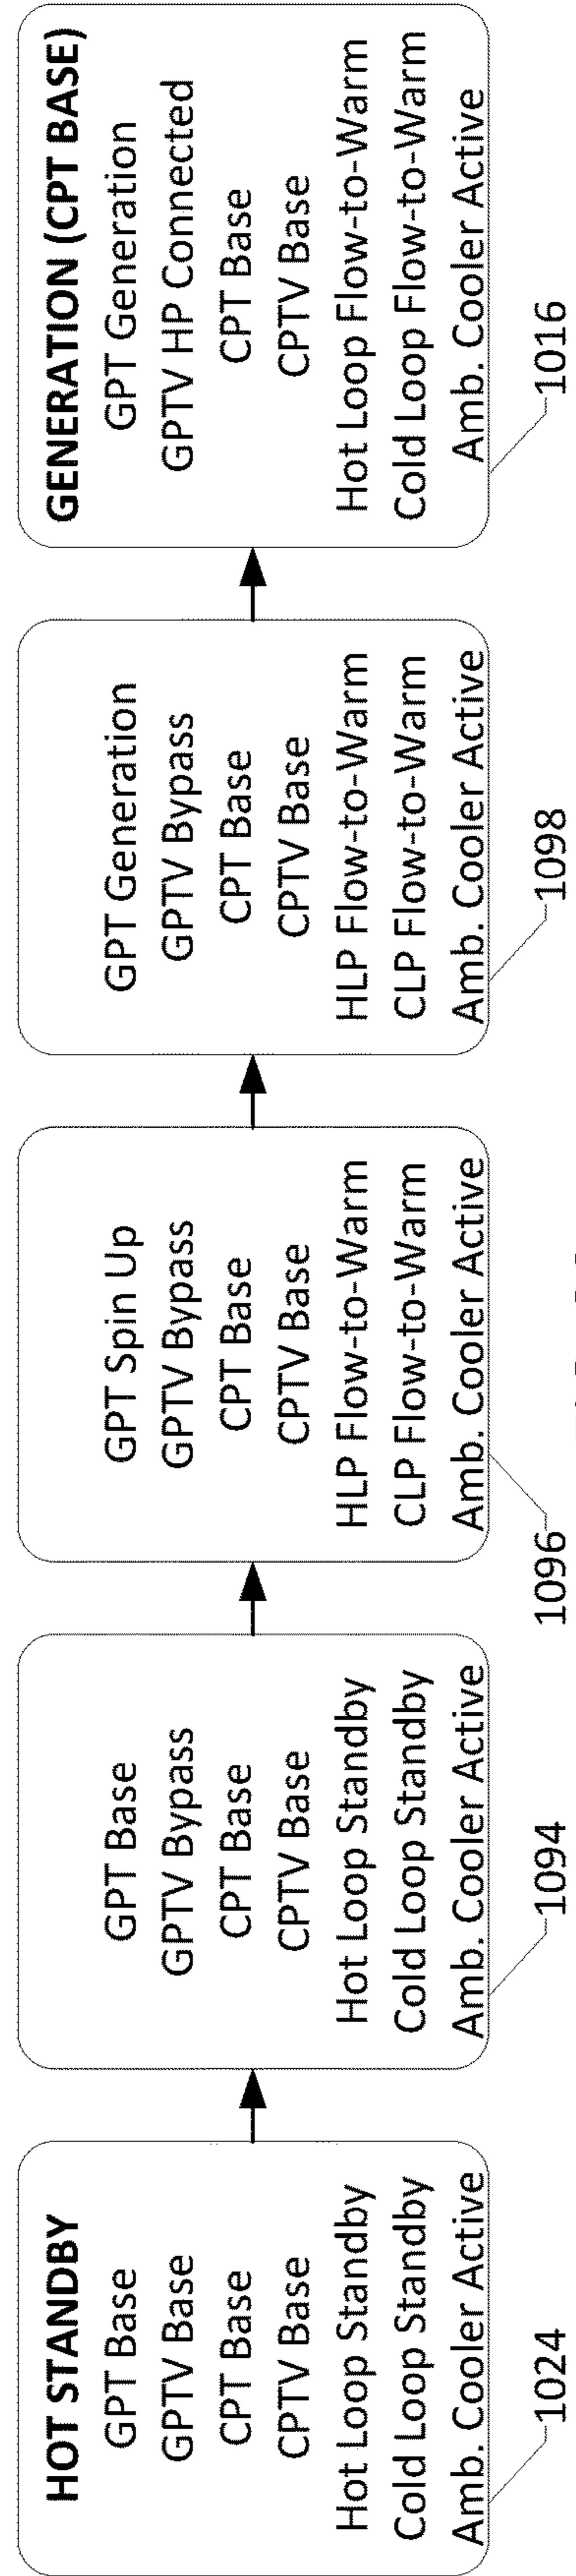 HOT STANDBY
GPT Base
GPTV Base
CPT Base
CPTV Base
Hot Loop Standby
Cold Loop Standby
Amb. Cooler Active
1024
GPT Base
GPTV Bypass
CPT Base
CPTV Base
Hot Loop Standby
Cold Loop Standby
Amb. Cooler Active
1094
GPT Spin Up
GPTV Bypass
CPT Base
CPTV Base
HLP Flow-to-Warm
CLP Flow-to-Warm
Amb. Cooler Active
1096
GPT Generation
GPTV Bypass
CPT Base
CPTV Base
HLP Flow-to-Warm
CLP Flow-to-Warm
Amb. Cooler Active
1098
GENERATION (CPT BASE)
GPT Generation
GPTV HP Connected
CPT Base
CPTV Base
Hot Loop Flow-to-Warm
Cold Loop Flow-to-Warm
Amb. Cooler Active
1016